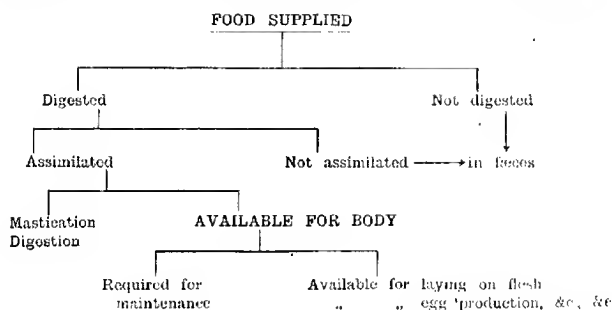 FOOD SUPPLIED
Digested Not digested
Assimilated Not assimilated in fæces
Mastication
Digestion
AVAILABLE FOR BODY
Required for
maintenance
Available for laying on flesh
„ „ egg production, &c., &c